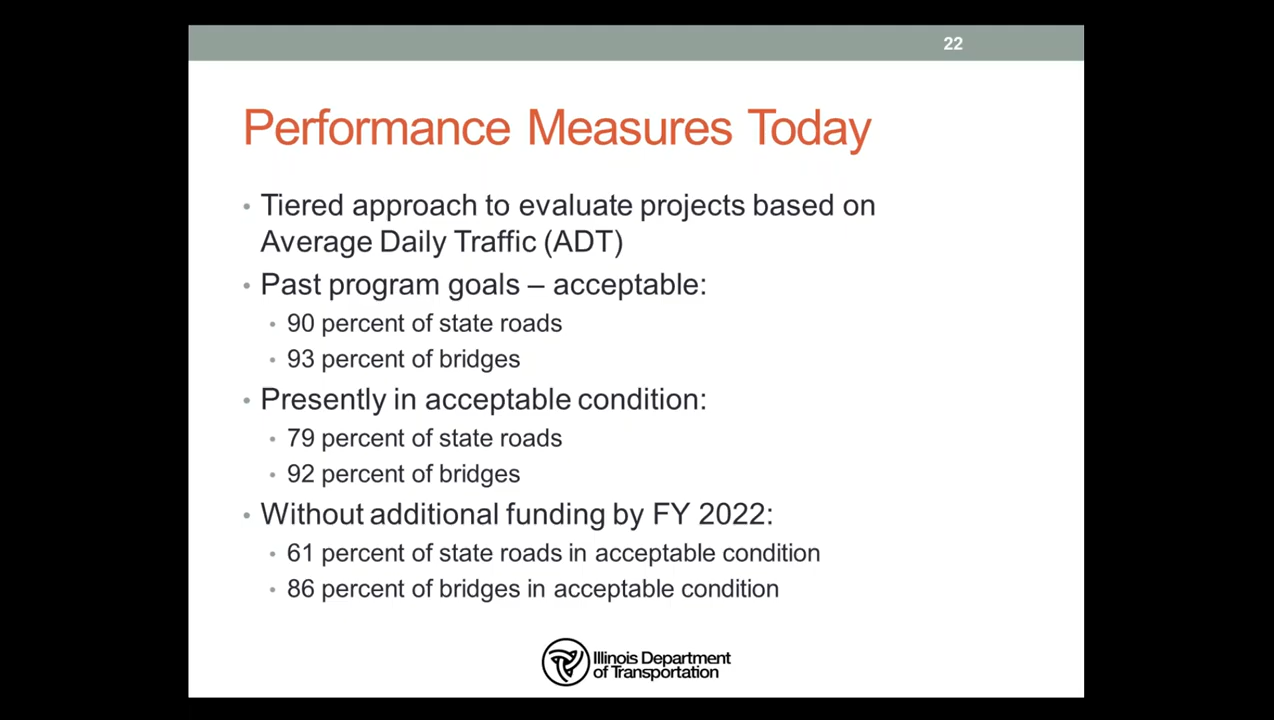 22
Performance Measures Today
• Tiered approach to evaluate projects based on
Average Daily Traffic (ADT)
• Past program goals – acceptable:
• 90 percent of state roads
• 93 percent of bridges
• Presently in acceptable condition:
• 79 percent of state roads
• 92 percent of bridges
• Without additional funding by FY 2022:
• 61 percent of state roads in acceptable condition
• 86 percent of bridges in acceptable condition
Illinois Department
of Transportation